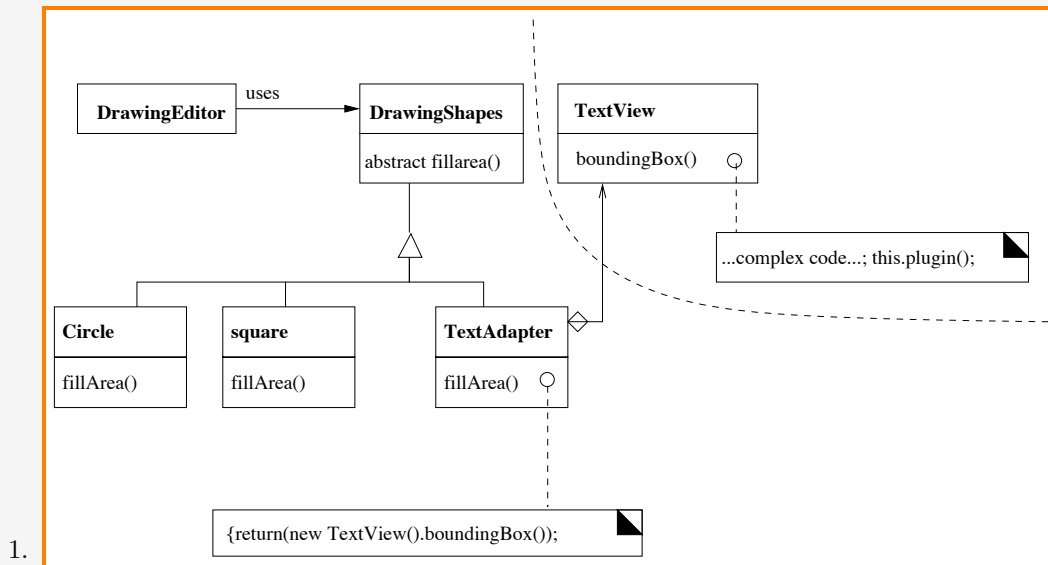 uses
DrawingEditor
DrawingShapes
abstract fillarea()
TextView
boundingBox()
...complex code...; this.plugin();
Circle
fillArea()
square
fillArea()
TextAdapter
fillArea()
{return(new TextView().boundingBox());
1.